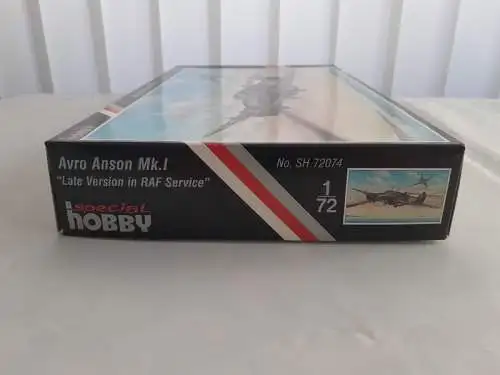 Avro Anson Mk.I
"Late Version in RAF Service"
special
hobby
No. SH 72074
1
72